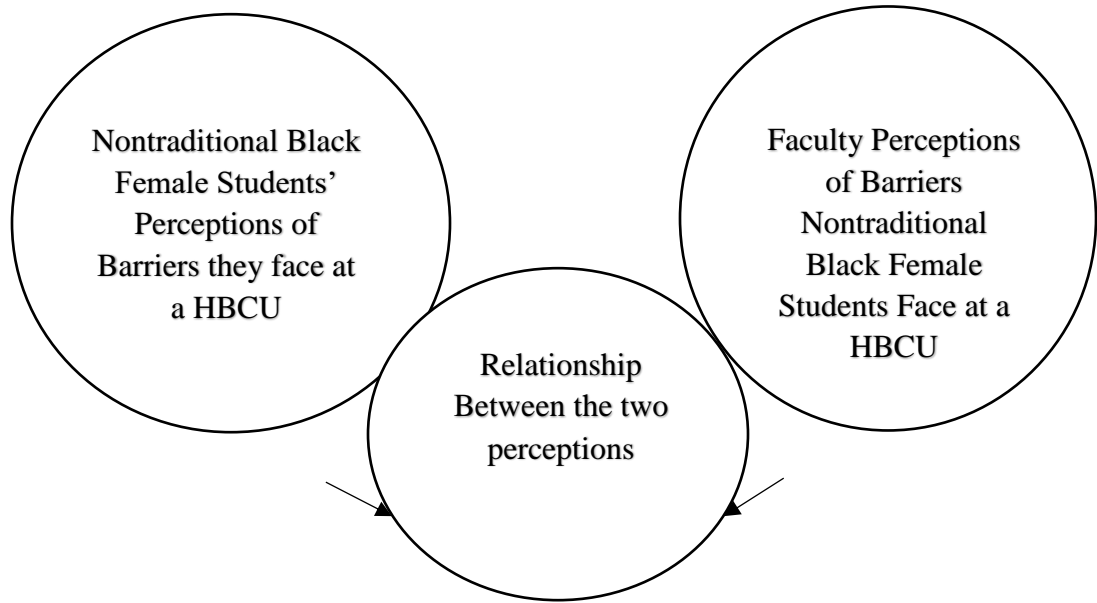 Nontraditional Black
Female Students’
Perceptions of
Barriers they face at
a HBCU
Faculty Perceptions
of Barriers
Nontraditional
Black Female
Students Face at a
HBCU
Relationship
Between the two
perceptions